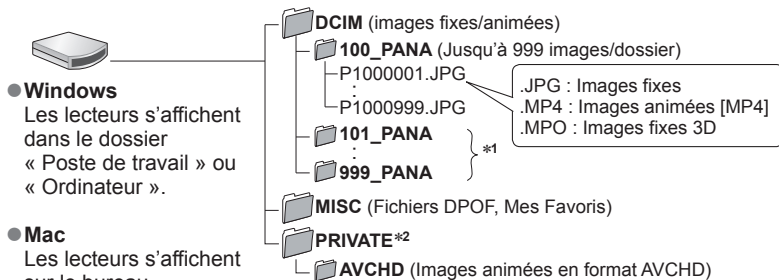 ●Windows
Les lecteurs s’affichent
dans le dossier
« Poste de travail » ou
« Ordinateur ».
●Mac
Les lecteurs s’affichent
sur le bureau
DCIM (images fixes/animées)
100_PANA (Jusqu’à 999 images/dossier)
P1000001.JPG
:
P1000999.JPG
.JPG : Images fixes
.MP4 : Images animées [MP4]
.MPO : Images fixes 3D
101_PANA
:
999_PANA
*1
MISC (Fichiers DPOF, Mes Favoris)
PRIVATE*2
AVCHD (Images animées en format AVCHD)